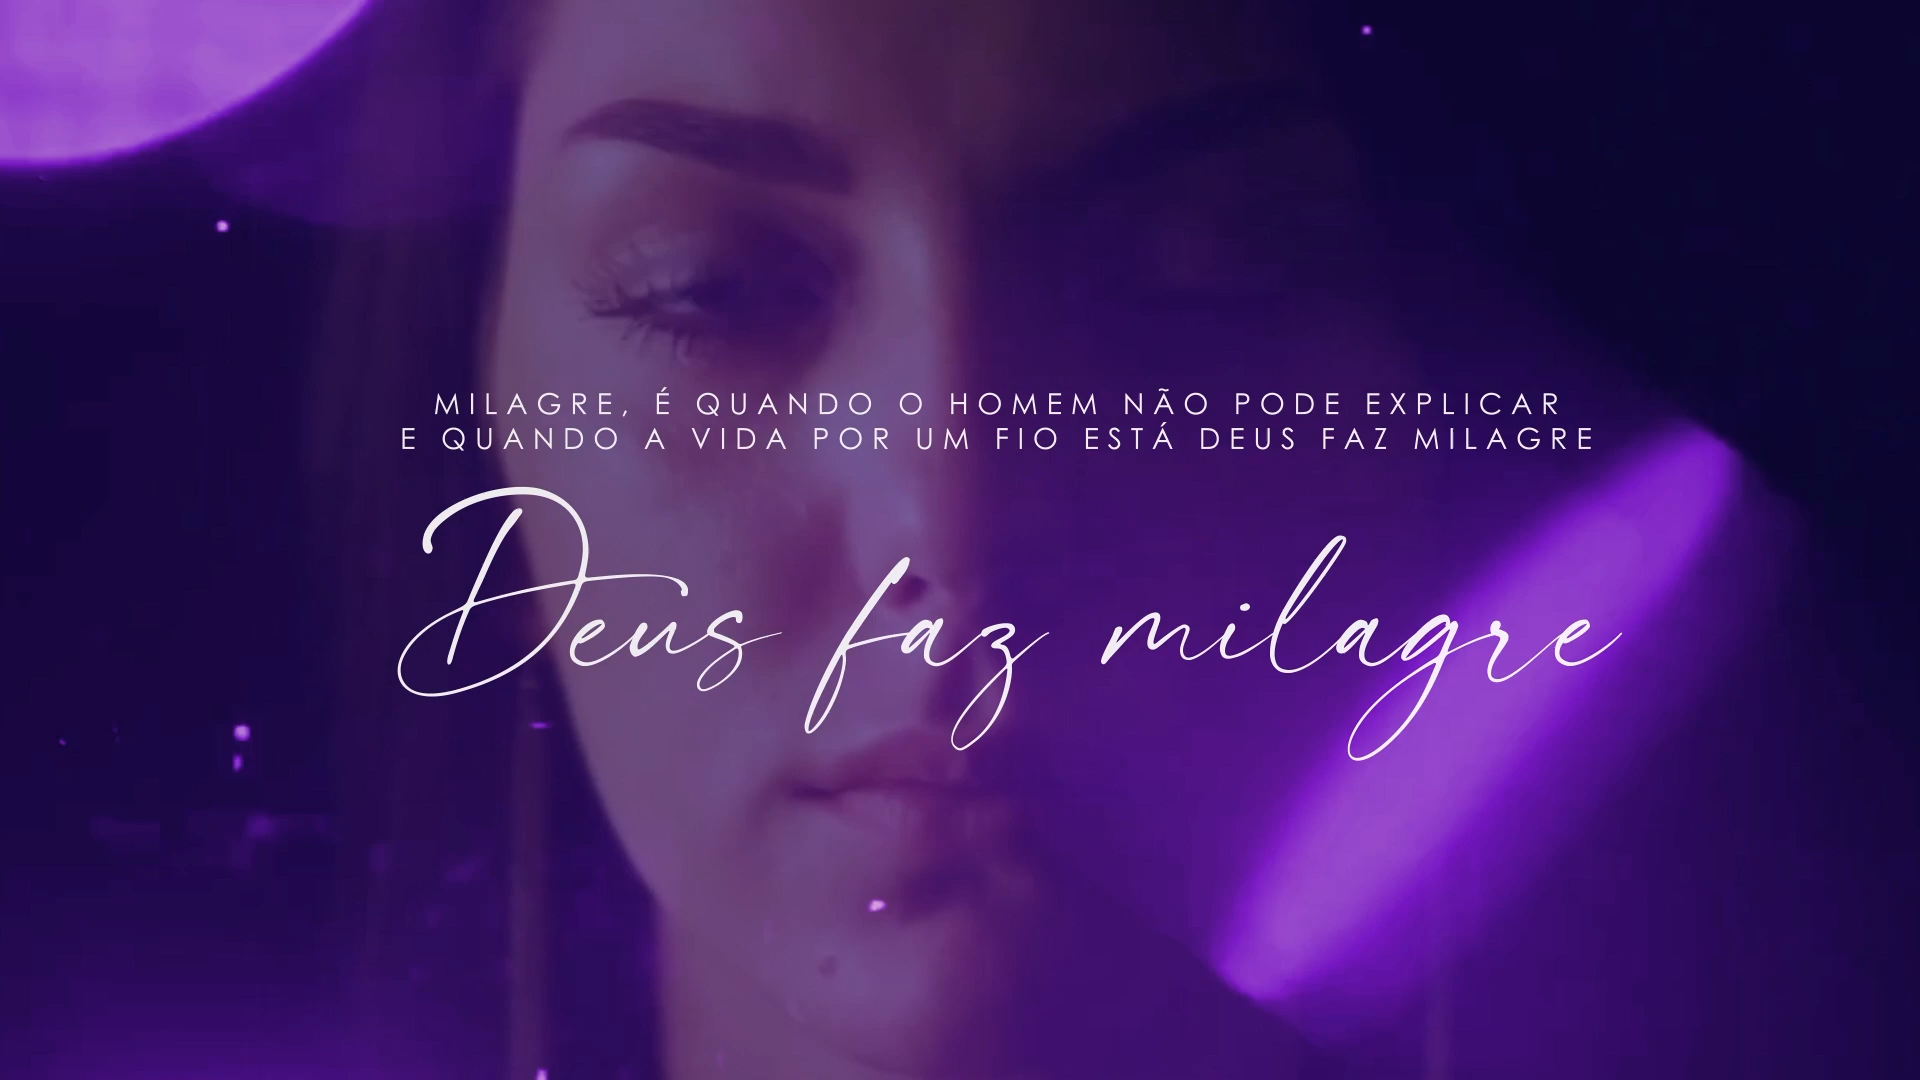 MILAGRE, É QUANDO O HOMEM NÃO PODE EXPLICAR
E QUANDO A VIDA POR UM FIO ESTÁ DEUS FAZ MILAGRE
Deus faz milagre